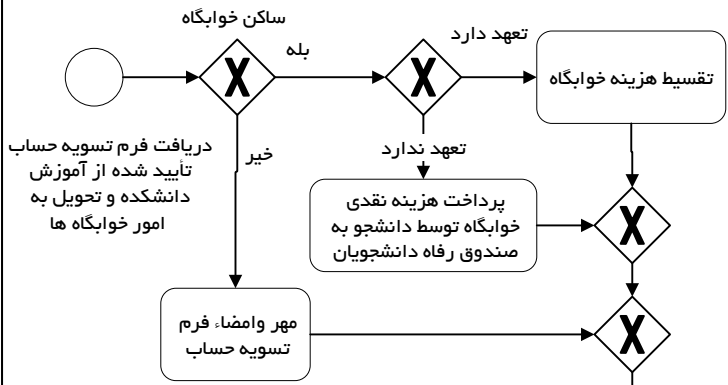 ساکن خوابگاه
بله
تعهد دارد
تقسیط هزینه خوابگاه
دریافت فرم تسویه حساب
تأیید شده از آموزش
دانشکده و تحویل به
امور خوابگاه ها
خیر
تعهد ندارد
پرداخت هزینه نقدی
خوابگاه توسط دانشجو به
صندوق رفاه دانشجویان
مهر وامضاء فرم
تسویه حساب
X
X
X
X